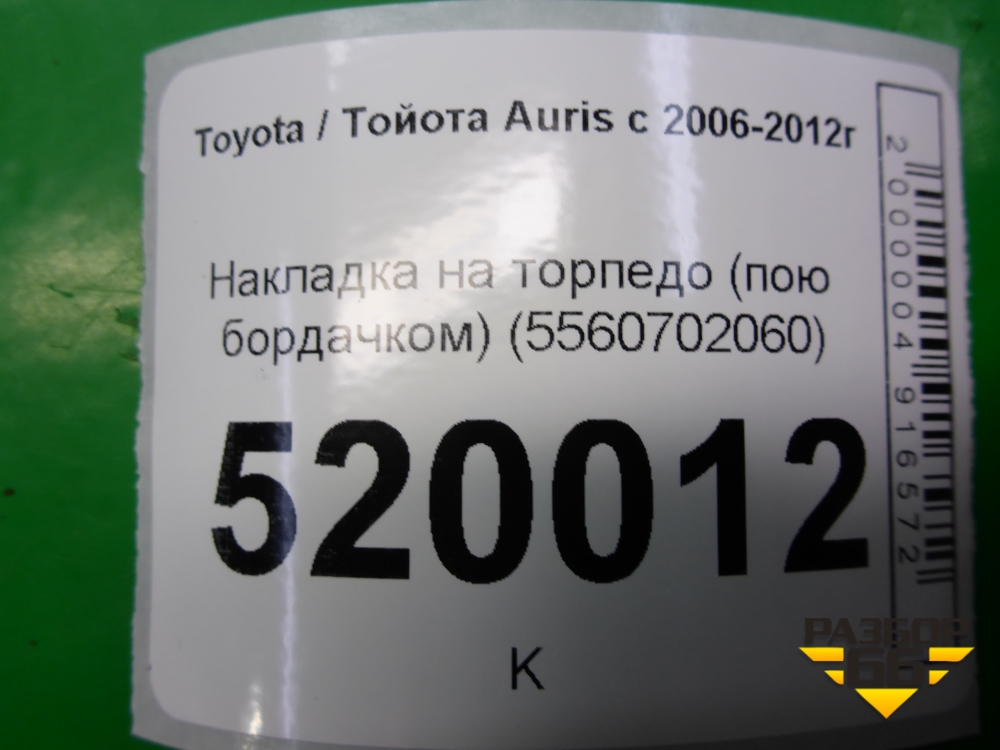 Toyota / Тойота Auris с 2006-2012г
Накладка на торпедо (пою
бордачком) (5560702060)
520012
К
2000004916572
РАЗБОР
66